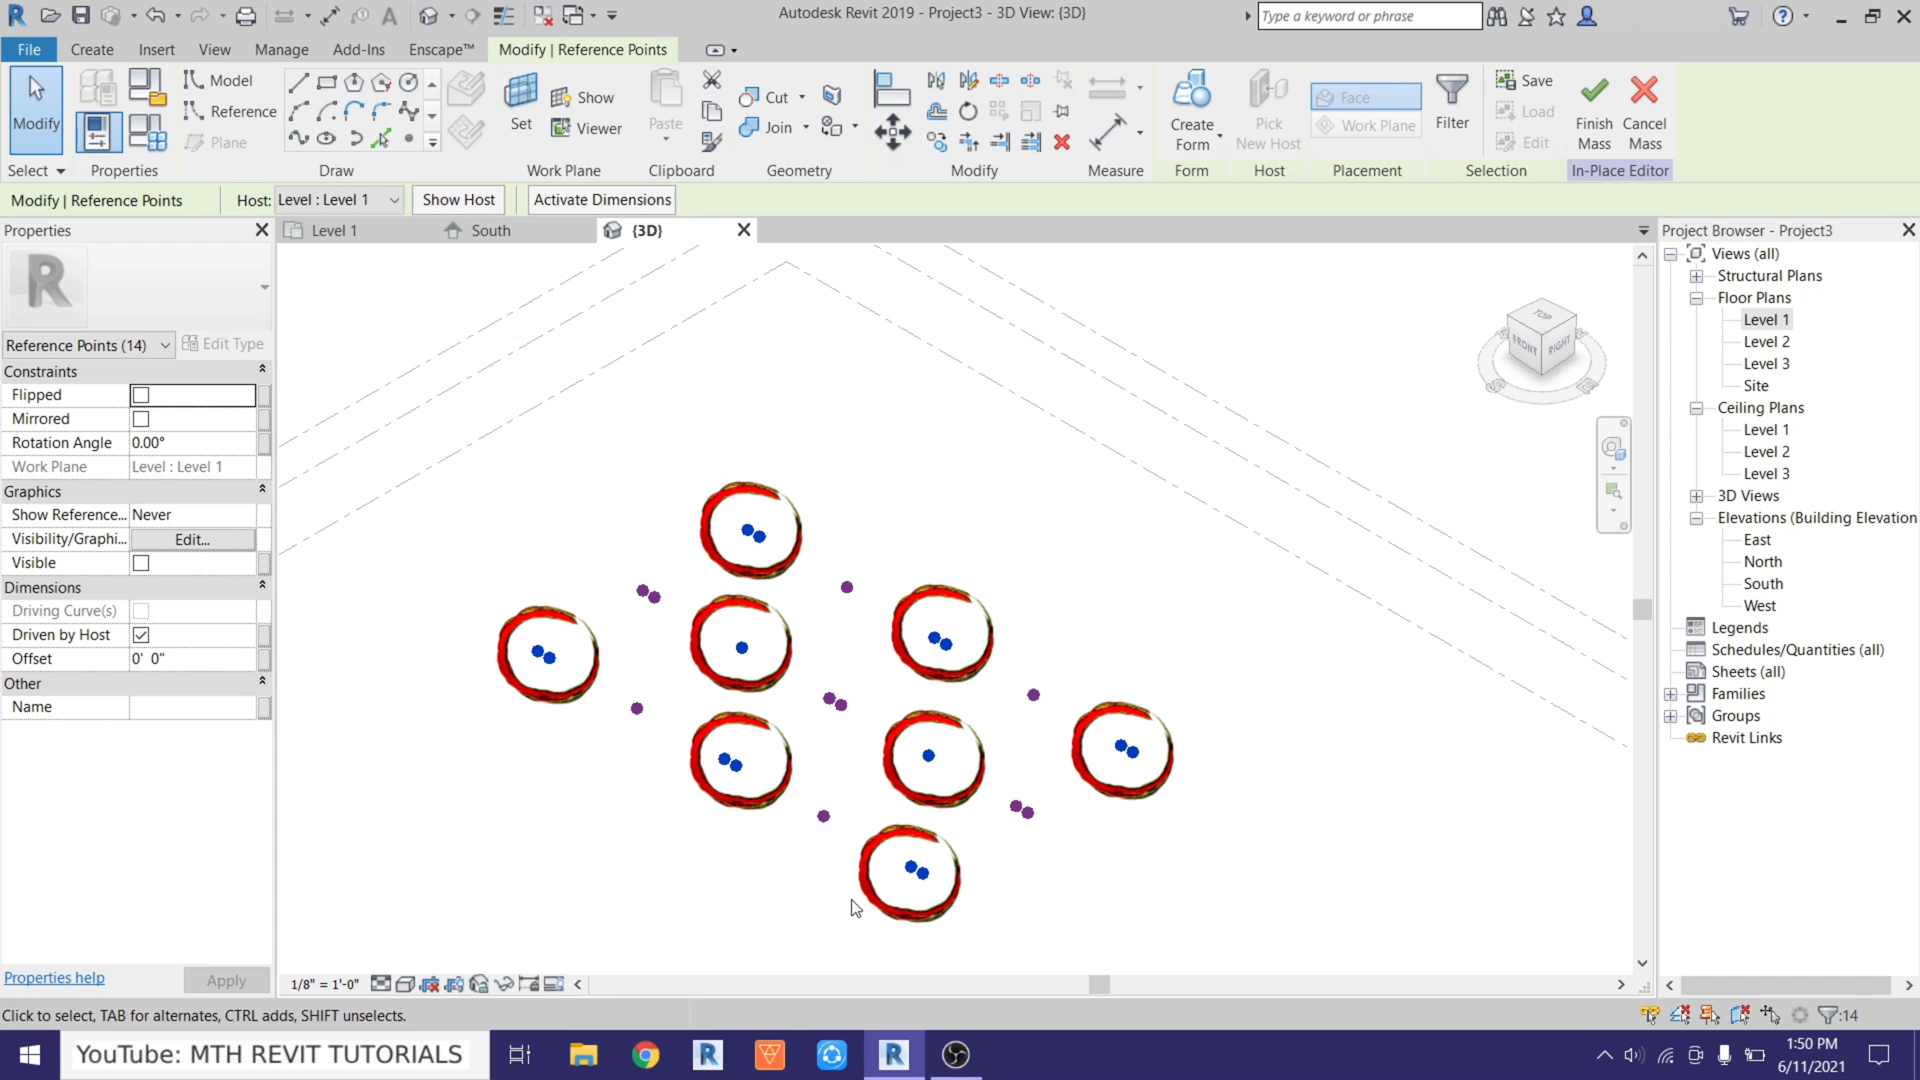 Autodesk Revit 2019 - Project3 - 3D View: {3D}
Type a keyword or phrase
File
Create
Insert
View
Manage
Add-Ins
Enscape™
Modify | Reference Points
Modify
Model
Reference
Plane
Set
Show
Viewer
Paste
Cut
Join
Create
Form
Pick
New Host
Face
Work Plane
Filter
Save
Load
Edit
Finish
Mass
Cancel
Mass
Select
Properties
Draw
Work Plane
Clipboard
Geometry
Modify
Measure
Form
Host
Placement
Selection
In-Place Editor
Modify | Reference Points
Host:
Level : Level 1
Show Host
Activate Dimensions
Properties
Level 1
South
{3D}
Project Browser - Project3
Reference Points (14)
Edit Type
Constraints
Flipped
Mirrored
Rotation Angle 0.00°
Work Plane Level : Level 1
Graphics
Show Reference... Never
Visibility/Graphi... Edit...
Visible
Dimensions
Driving Curve(s)
Driven by Host
Offset 0' 0"
Other
Name
Properties help
Apply
TOP
FRONT
RIGHT
S
E
Views (all)
Structural Plans
Floor Plans
Level 1
Level 2
Level 3
Site
Ceiling Plans
Level 1
Level 2
Level 3
3D Views
Elevations (Building Elevation
East
North
South
West
Legends
Schedules/Quantities (all)
Sheets (all)
Families
Groups
Revit Links
1/8" = 1'-0"
Click to select, TAB for alternates, CTRL adds, SHIFT unselects.
:14
YouTube: MTH REVIT TUTORIALS
1:50 PM
6/11/2021